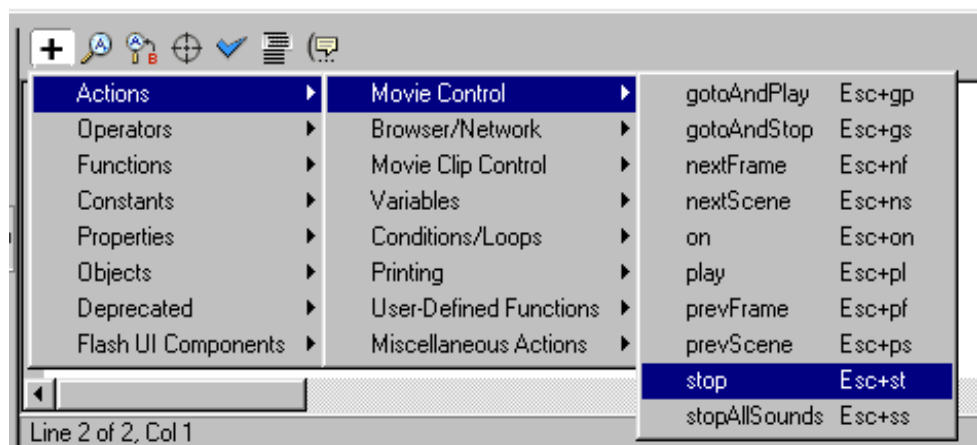 Actions
Operators
Functions
Constants
Properties
Objects
Deprecated
Flash UI Components
Movie Control
Browser/Network
Movie Clip Control
Variables
Conditions/Loops
Printing
User-Defined Functions
Miscellaneous Actions
gotoAndPlay Esc+gp
gotoAndStop Esc+gs
nextFrame Esc+nf
nextScene Esc+ns
on Esc+on
play Esc+pl
prevFrame Esc+pf
prevScene Esc+ps
stop Esc+st
stopAllSounds Esc+ss
Line 2 of 2, Col 1